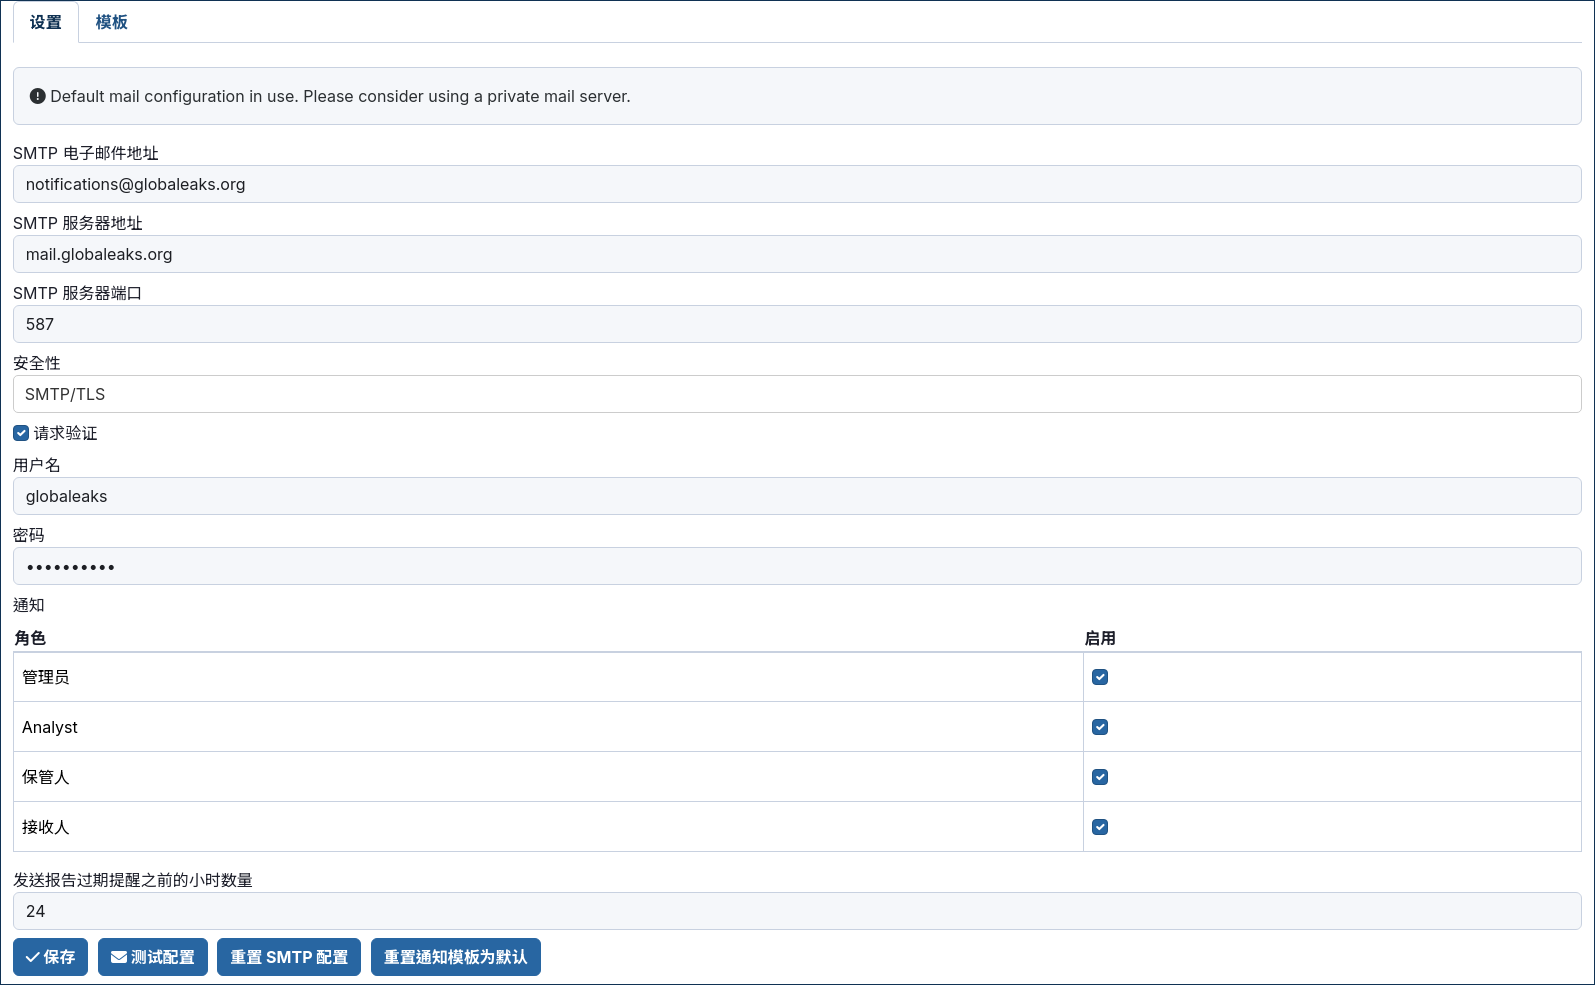 设置 模板
Default mail configuration in use. Please consider using a private mail server.
SMTP 电子邮件地址
notifications@globaleaks.org
SMTP 服务器地址
mail.globaleaks.org
SMTP 服务器端口
587
安全性
SMTP/TLS
请求验证
用户名
globaleaks
密码
••••••••••
通知
角色 启用
管理员
Analyst
保管人
接收人
发送报告过期提醒之前的小时数量
24
保存 测试配置 重置 SMTP 配置 重置通知模板为默认